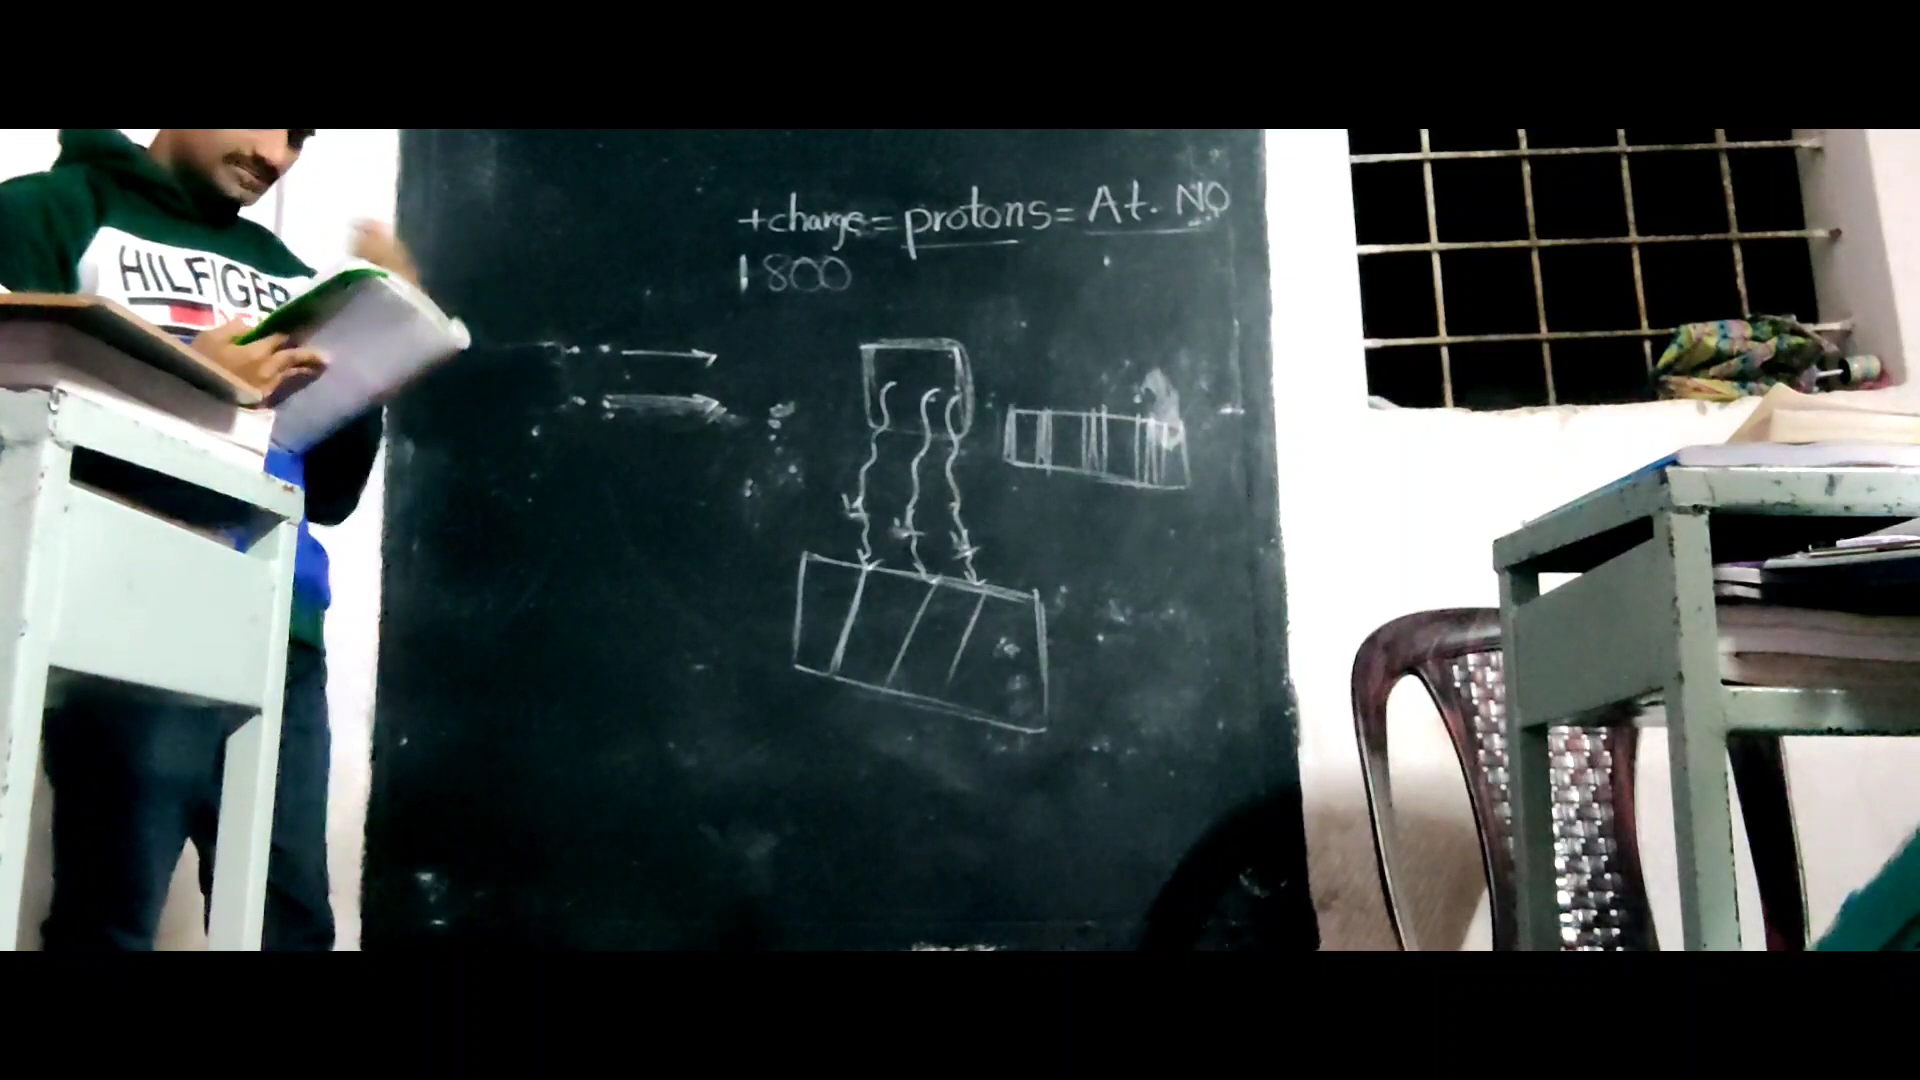 +charge = protons = At. NO
1800
HILFIGER